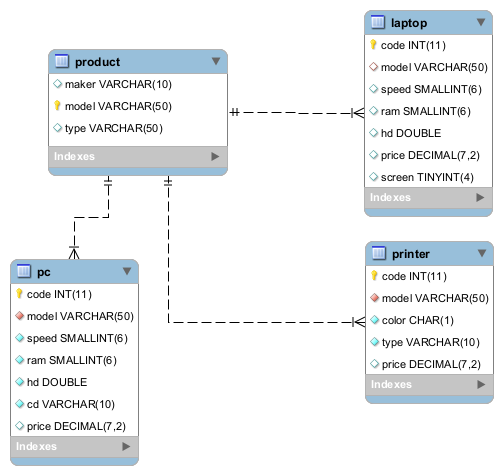 product
maker VARCHAR(10)
model VARCHAR(50)
type VARCHAR(50)
Indexes
laptop
code INT(11)
model VARCHAR(50)
speed SMALLINT(6)
ram SMALLINT(6)
hd DOUBLE
price DECIMAL(7,2)
screen TINYINT(4)
Indexes
pc
code INT(11)
model VARCHAR(50)
speed SMALLINT(6)
ram SMALLINT(6)
hd DOUBLE
cd VARCHAR(10)
price DECIMAL(7,2)
Indexes
printer
code INT(11)
model VARCHAR(50)
color CHAR(1)
type VARCHAR(10)
price DECIMAL(7,2)
Indexes